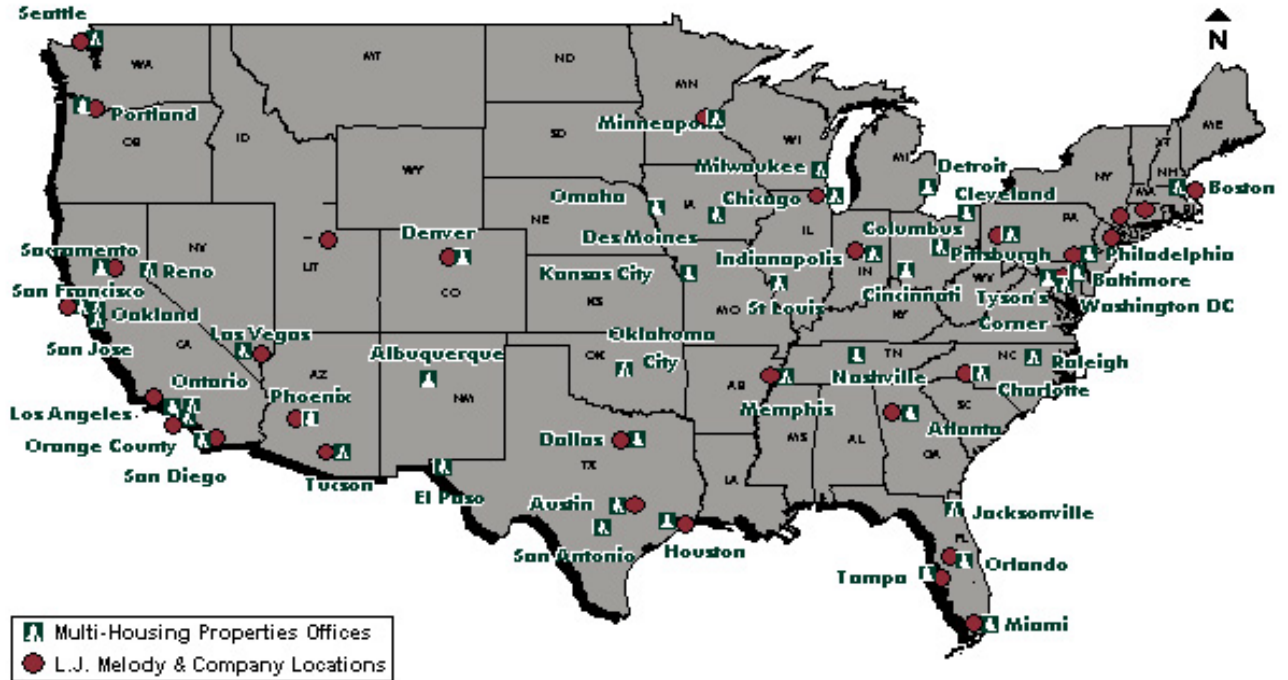 Seattle
N
WA
MT
ND
MN
ME
Portland
Minneapolis
VT
OR
ID
SD
WI
NH
Milwaukee
MI
Detroit
NY
MA
Boston
WY
Omaha
IA
Chicago
Cleveland
PA
NE
Des Moines
IL
Columbus
Sacramento
NV
Denver
Indianapolis
Pittsburgh
Philadelphia
Reno
UT
Kansas City
IN
WV
Baltimore
San Francisco
CO
St Louis
Cincinnati
Tyson's
Corner
Washington DC
Oakland
KS
MO
KY
San Jose
CA
Las Vegas
Oklahoma
City
Albuquerque
OK
TN
NC
Raleigh
Ontario
AZ
NM
AR
Nashville
Charlotte
Los Angeles
Phoenix
Memphis
SC
Orange County
Dallas
MS
AL
Atlanta
GA
San Diego
Tucson
TX
LA
El Paso
Austin
Jacksonville
San Antonio
Houston
FL
Tampa
Orlando
Miami
Multi-Housing Properties Offices
L.J. Melody & Company Locations